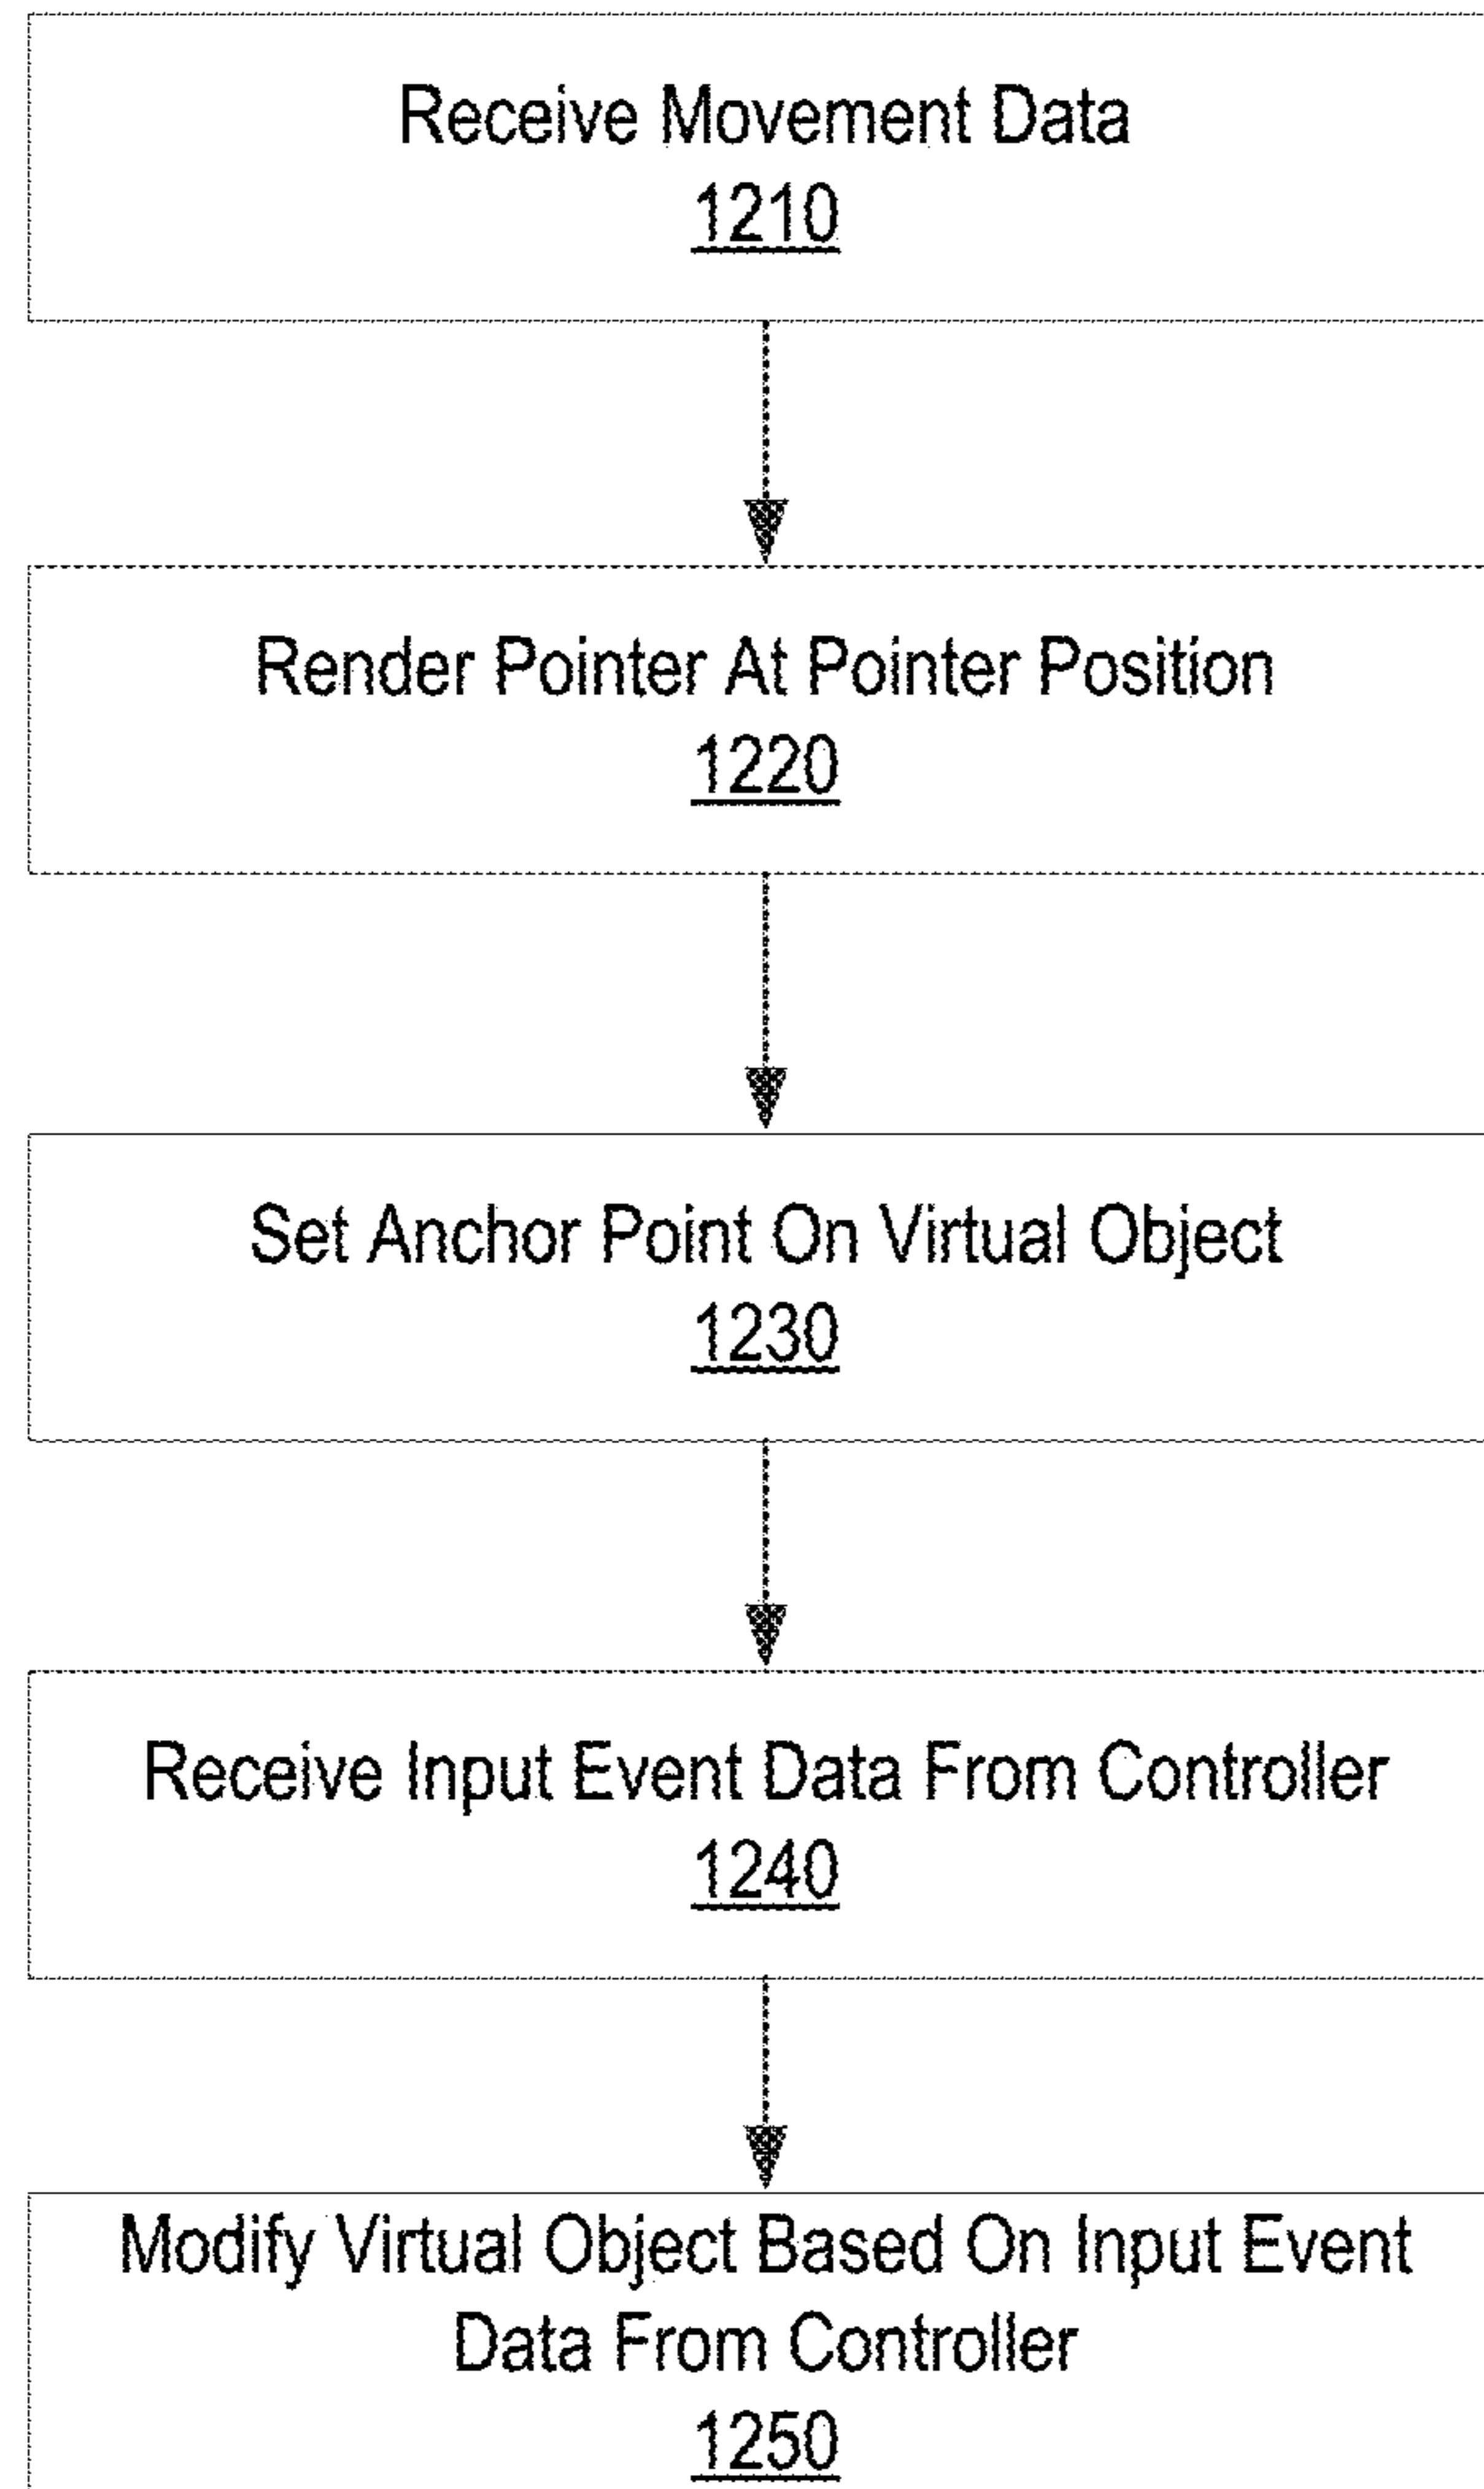 Receive Movement Data
1210
Render Pointer At Pointer Position
1220
Set Anchor Point On Virtual Object
1230
Receive Input Event Data From Controller
1240
Modify Virtual Object Based On Input Event
Data From Controller
1250